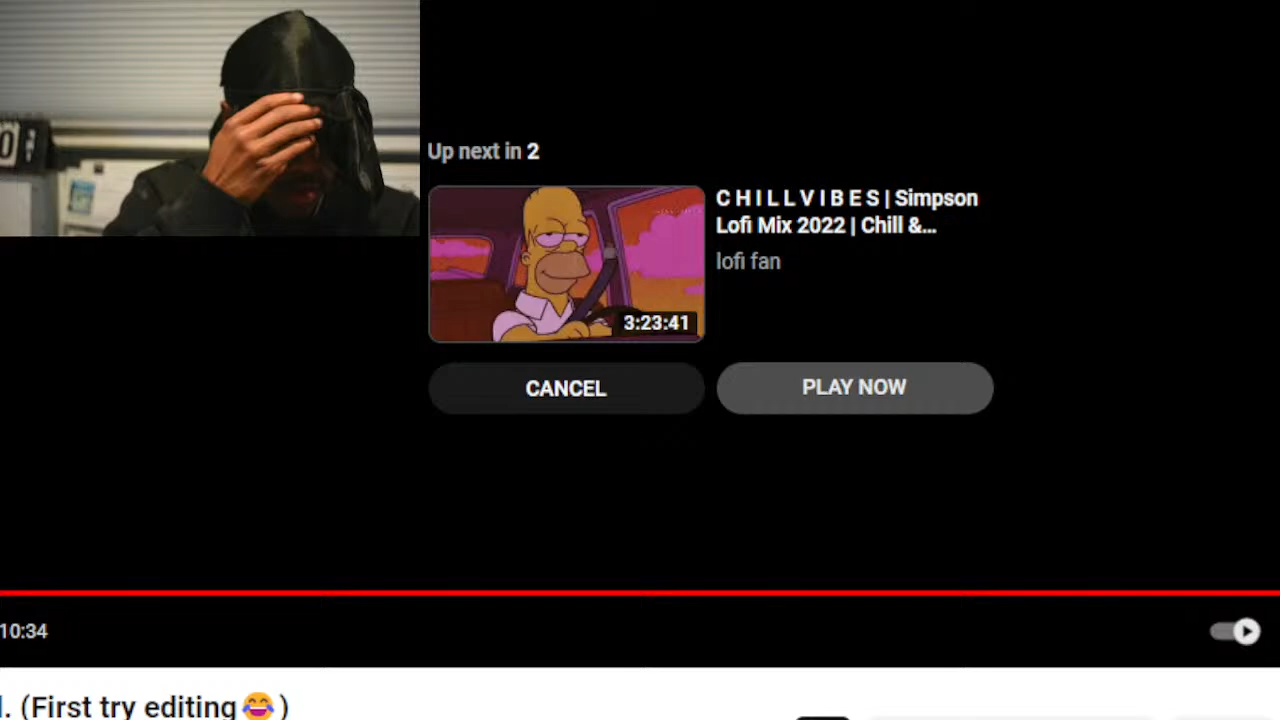 Up next in 2
C H I L L V I B E S | Simpson
Lofi Mix 2022 | Chill &...
lofi fan
3:23:41
CANCEL
PLAY NOW
10:34
. (First try editing😂)